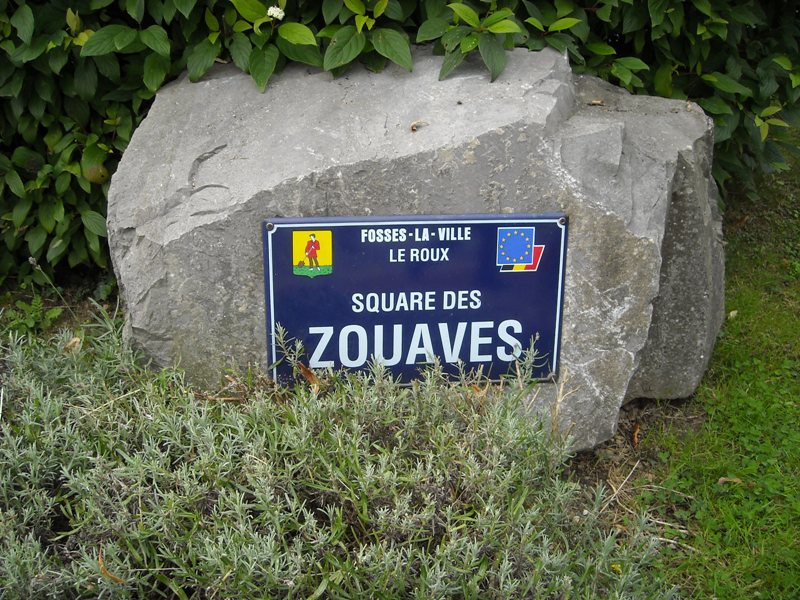 FOSSES-LA-VILLE
LE ROUX
SQUARE DES
ZOUAVES